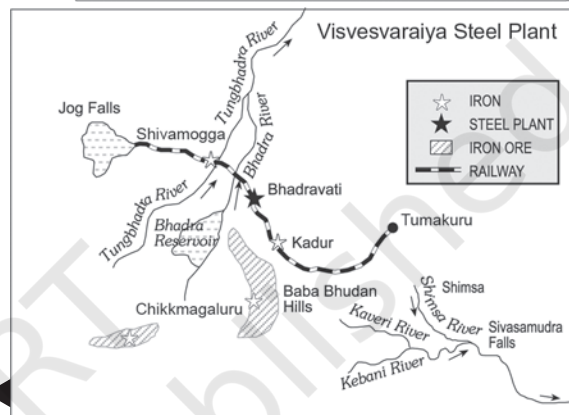 Visvesvaraiya Steel Plant
IRON
STEEL PLANT
IRON ORE
RAILWAY
Jog Falls
Shivamogga
Tungbhadra River
Bhadra River
Bhadravati
Tumakuru
Tungbhadra River
Bhadra
Reservoir
Kadur
Chikkmagaluru
Baba Bhudan
Hills
Shimsa
Shimsa River
Kaveri River
Sivasamudra
Falls
Kebani River
blished